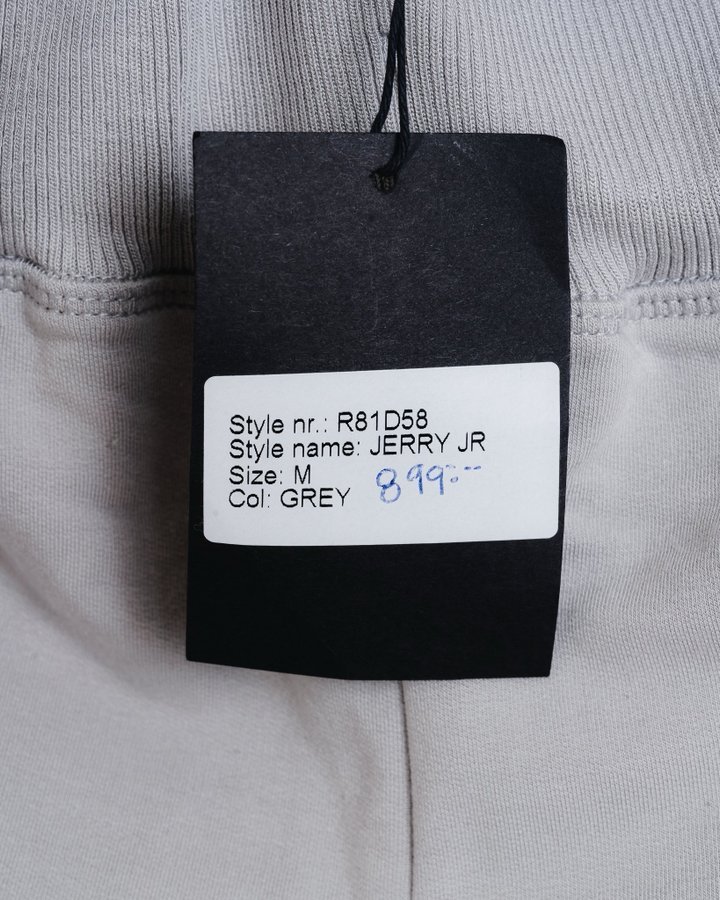 Style nr.: R81D58
Style name: JERRY JR
Size: M
Col: GREY 899:--